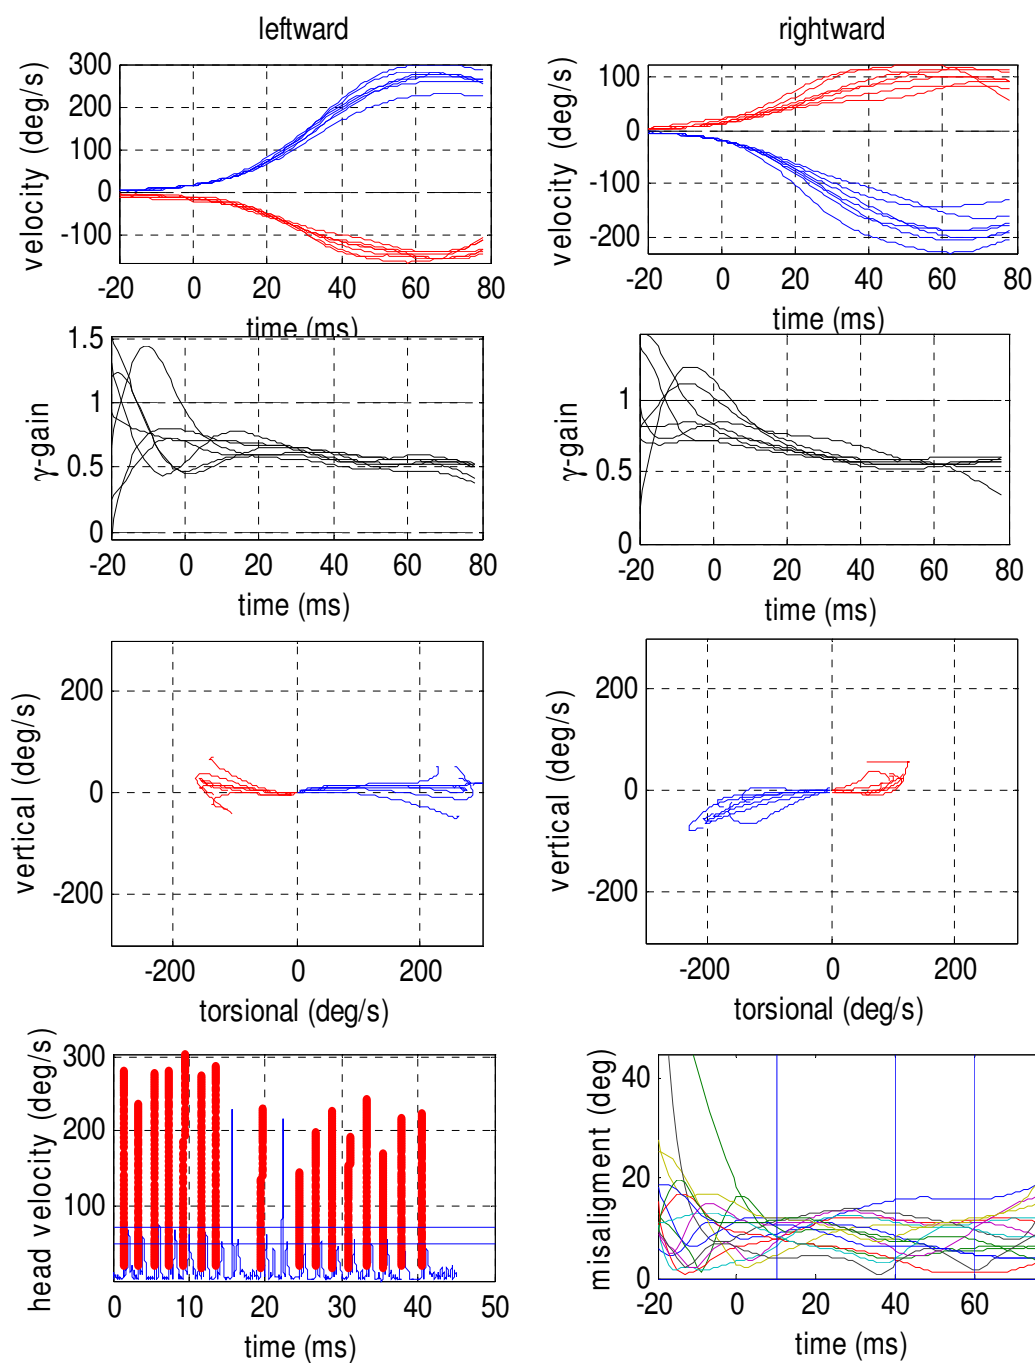 leftward
rightward
velocity (deg/s)
300
200
100
0
-100
-20 0 20 40 60 80
time (ms)
velocity (deg/s)
100
0
-100
-200
-20 0 20 40 60 80
time (ms)
γ-gain
1.5
1
0.5
0
-20 0 20 40 60 80
time (ms)
γ-gain
1
0.5
0
-20 0 20 40 60 80
time (ms)
vertical (deg/s)
200
0
-200
-200 0 200
torsional (deg/s)
vertical (deg/s)
200
0
-200
-200 0 200
torsional (deg/s)
head velocity (deg/s)
300
200
100
0 10 20 30 40 50
time (ms)
misaligment (deg)
40
20
0
-20 0 20 40 60
time (ms)